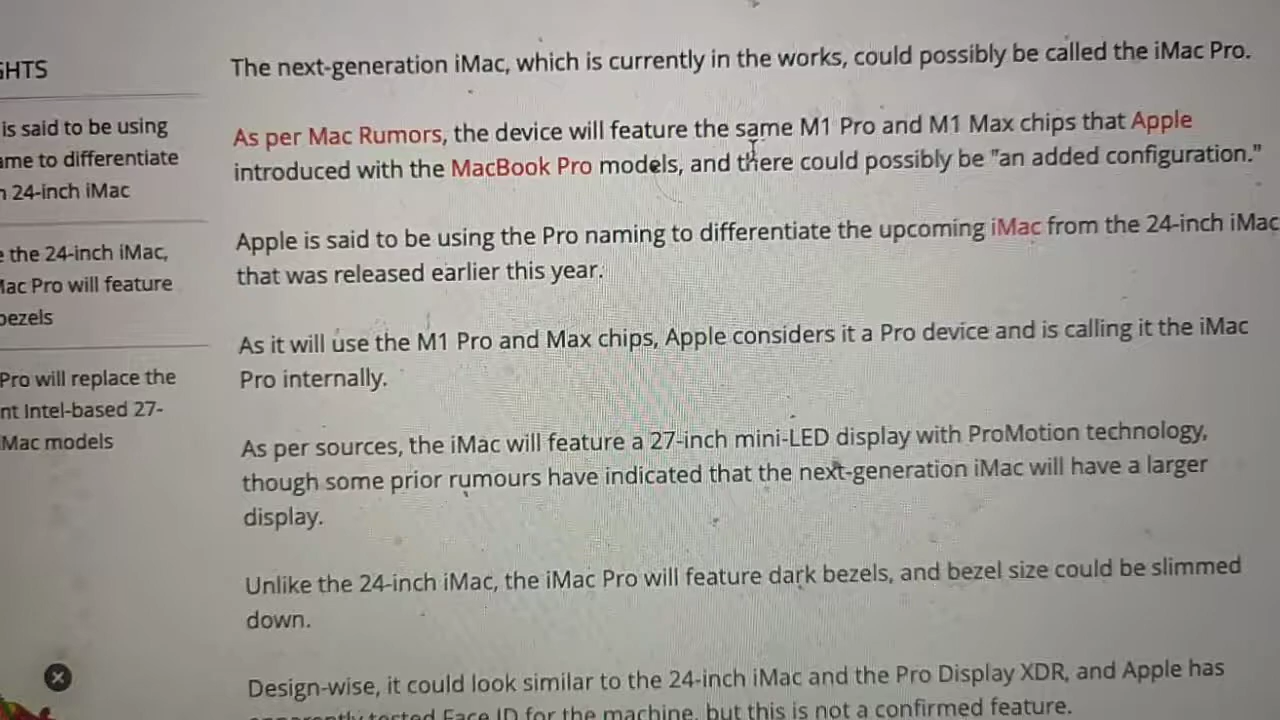 GHTS
is said to be using
ame to differentiate
24-inch iMac
the 24-inch iMac,
Mac Pro will feature
bezels
Pro will replace the
nt Intel-based 27-
Mac models
The next-generation iMac, which is currently in the works, could possibly be called the iMac Pro.
As per Mac Rumors, the device will feature the same M1 Pro and M1 Max chips that Apple
introduced with the MacBook Pro models, and there could possibly be "an added configuration."
Apple is said to be using the Pro naming to differentiate the upcoming iMac from the 24-inch iMac
that was released earlier this year.
As it will use the M1 Pro and Max chips, Apple considers it a Pro device and is calling it the iMac
Pro internally.
As per sources, the iMac will feature a 27-inch mini-LED display with ProMotion technology,
though some prior rumours have indicated that the next-generation iMac will have a larger
display.
Unlike the 24-inch iMac, the iMac Pro will feature dark bezels, and bezel size could be slimmed
down.
Design-wise, it could look similar to the 24-inch iMac and the Pro Display XDR, and Apple has
apparently tested Face ID for the machine, but this is not a confirmed feature.